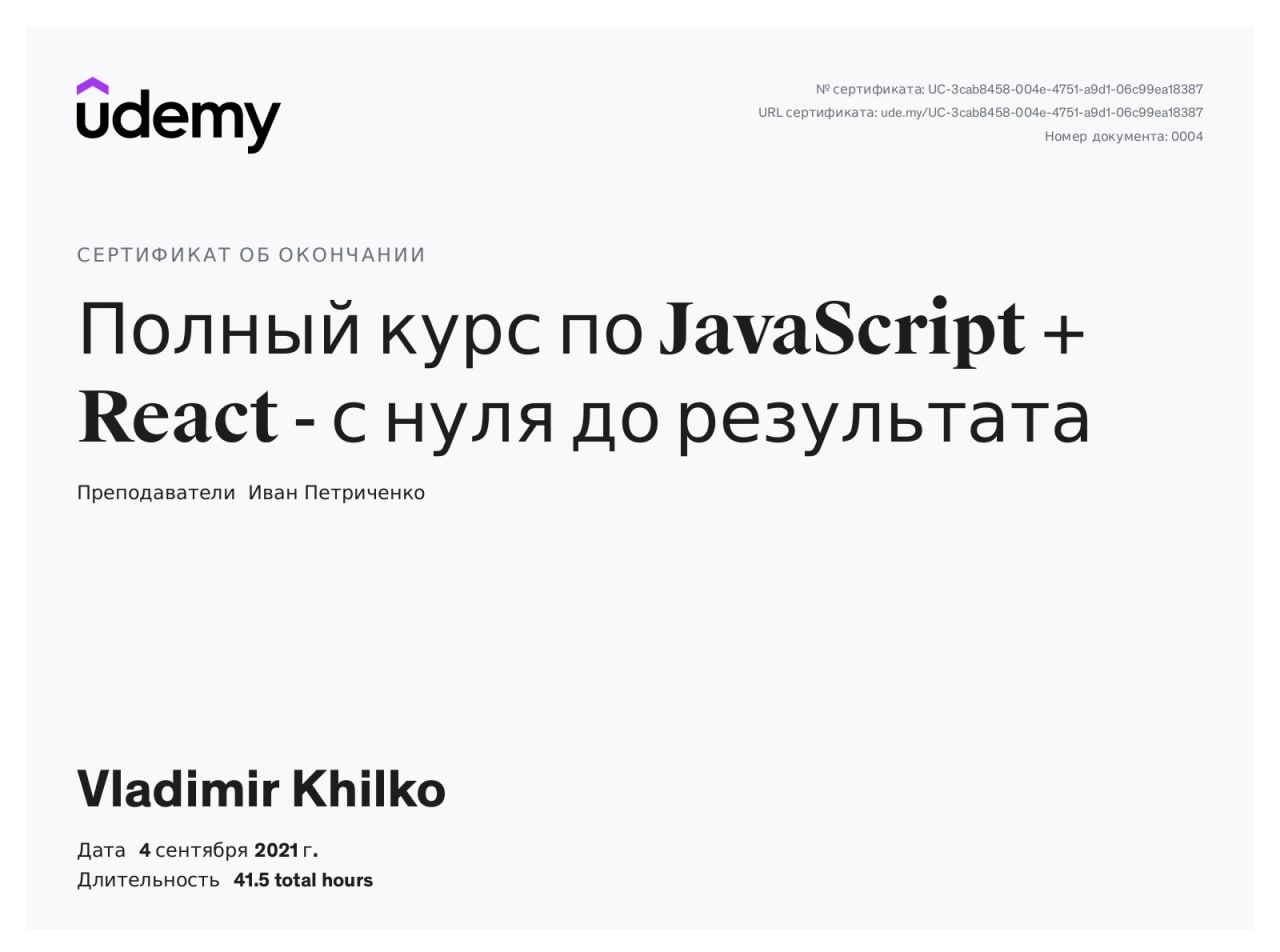 udemy
№ сертификата: UC-3cab8458-004e-4751-a9d1-06c99ea18387
URL сертификата: ude.my/UC-3cab8458-004e-4751-a9d1-06c99ea18387
Номер документа: 0004
СЕРТИФИКАТ ОБ ОКОНЧАНИИ
Полный курс по JavaScript +
React - с нуля до результата
Преподаватели Иван Петриченко
Vladimir Khilko
Дата 4 сентября 2021 г.
Длительность 41.5 total hours